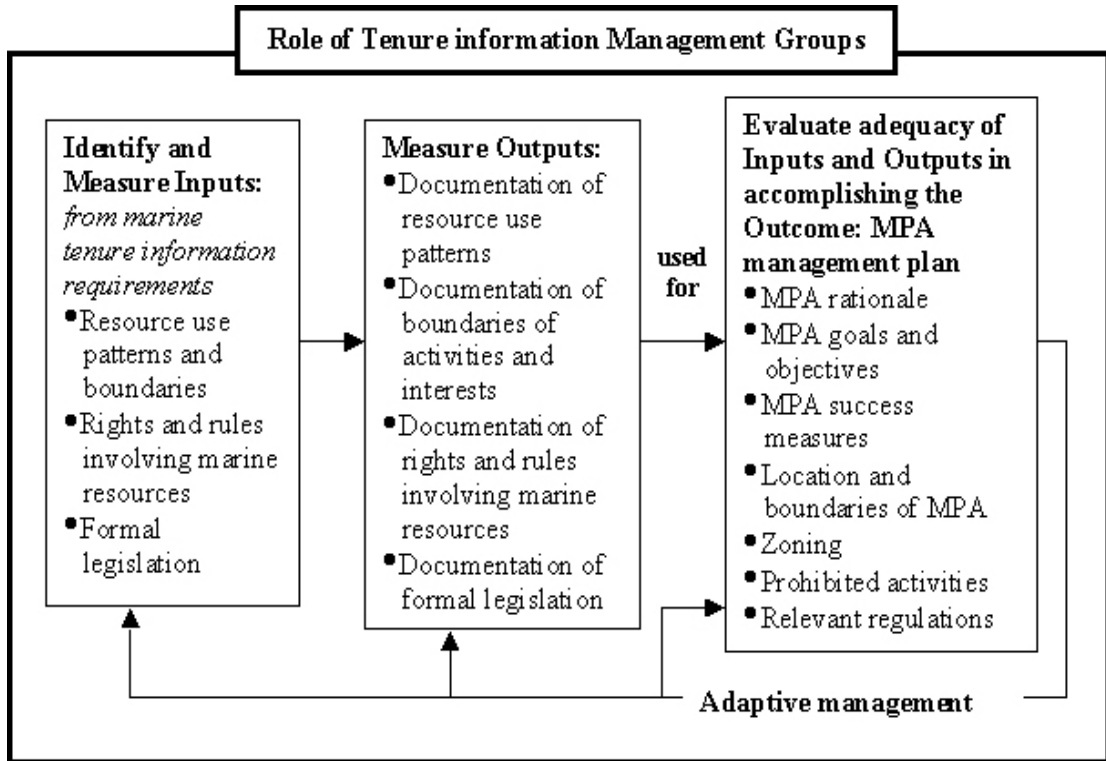 Role of Tenure information Management Groups
Identify and
Measure Inputs:
from marine
tenure information
requirements
•Resource use
patterns and
boundaries
•Rights and rules
involving marine
resources
•Formal
legislation
Measure Outputs:
•Documentation of
resource use
patterns
•Documentation of
boundaries of
activities and
interests
•Documentation of
rights and rules
involving marine
resources
•Documentation of
formal legislation
used
for
Evaluate adequacy of
Inputs and Outputs in
accomplishing the
Outcome: MPA
management plan
•MPA rationale
•MPA goals and
objectives
•MPA success
measures
•Location and
boundaries of MPA
•Zoning
•Prohibited activities
•Relevant regulations
Adaptive management